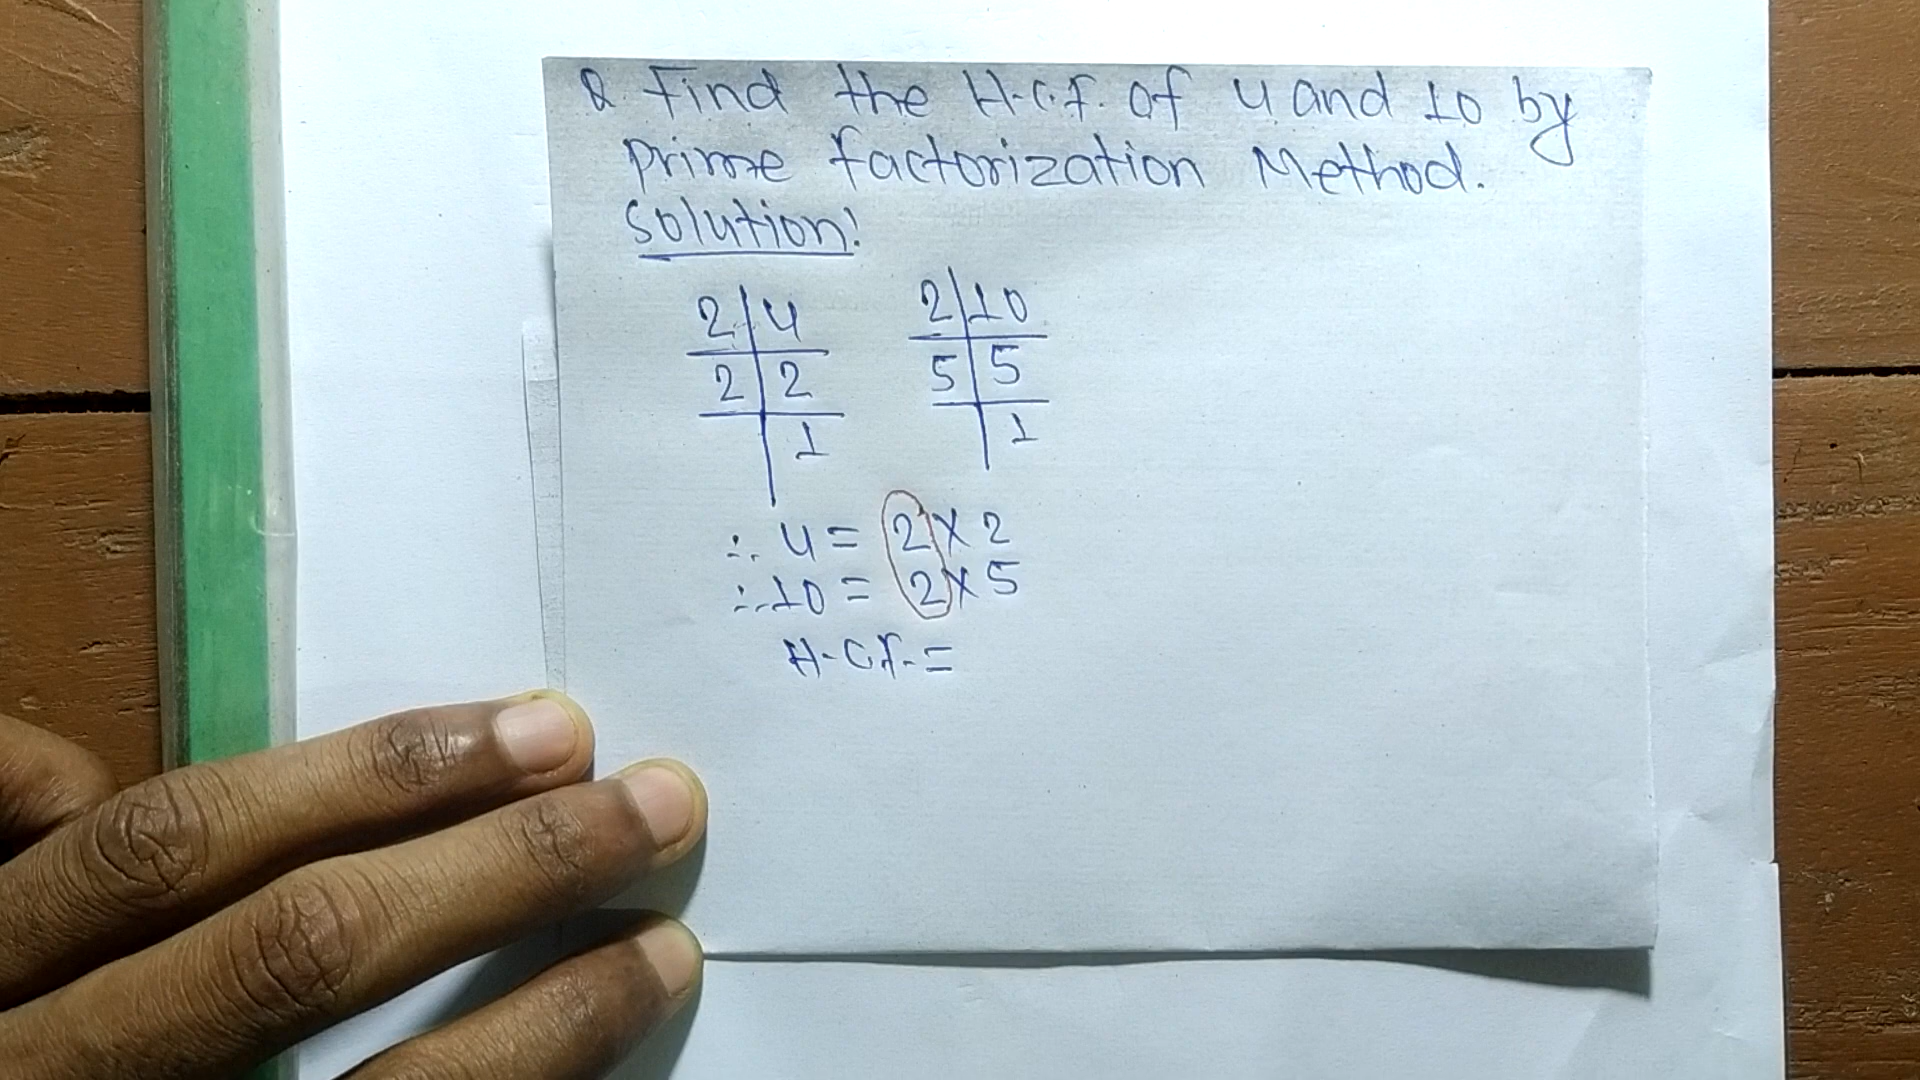 Q. Find the H.C.F. of 4 and 10 by
prime factorization Method.
Solution:
2 | 4
2 | 2
1
2 | 10
5 | 5
1
∴ 4 = 2 × 2
∴ 10 = 2 × 5
H.C.F. =